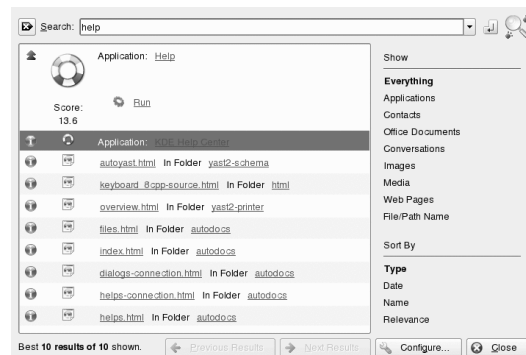 Search: help
Application: Help
Score:
13.6
Run
Application: KDE Help Center
autoyast.html In Folder yast2-schema
keyboard_8cpp-source.html In Folder html
overview.html In Folder yast2-printer
files.html In Folder autodocs
index.html In Folder autodocs
dialogs-connection.html In Folder autodocs
helps-connection.html In Folder autodocs
helps.html In Folder autodocs
Show
Everything
Applications
Contacts
Office Documents
Conversations
Images
Media
Web Pages
File/Path Name
Sort By
Type
Date
Name
Relevance
Best 10 results of 10 shown.
Previous Results
Next Results
Configure...
Close